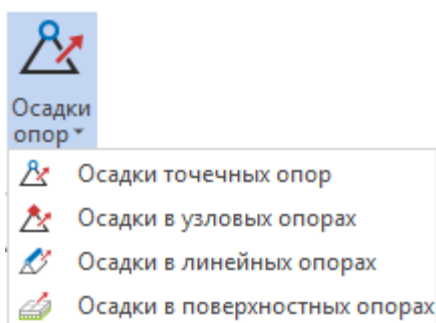 Осадки
опор
Осадки точечных опор
Осадки в узловых опорах
Осадки в линейных опорах
Осадки в поверхностных опорах